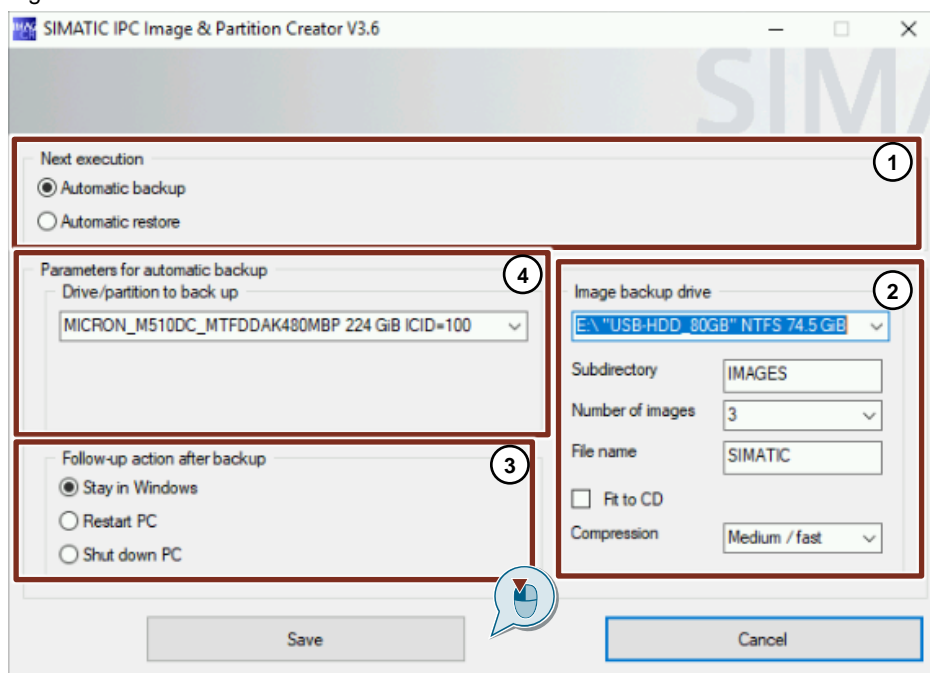 SIMATIC IPC Image & Partition Creator V3.6
SIM
Next execution
1
Automatic backup
Automatic restore
Parameters for automatic backup
4
Drive/partition to back up
MICRON_M510DC_MTFDDAK480MBP 224 GiB ICID=100
Image backup drive
2
E:\ "USB-HDD_80GB" NTFS 74.5 GiB
Subdirectory
IMAGES
Number of images
3
File name
SIMATIC
Fit to CD
Compression
Medium / fast
Follow-up action after backup
3
Stay in Windows
Restart PC
Shut down PC
Save
Cancel